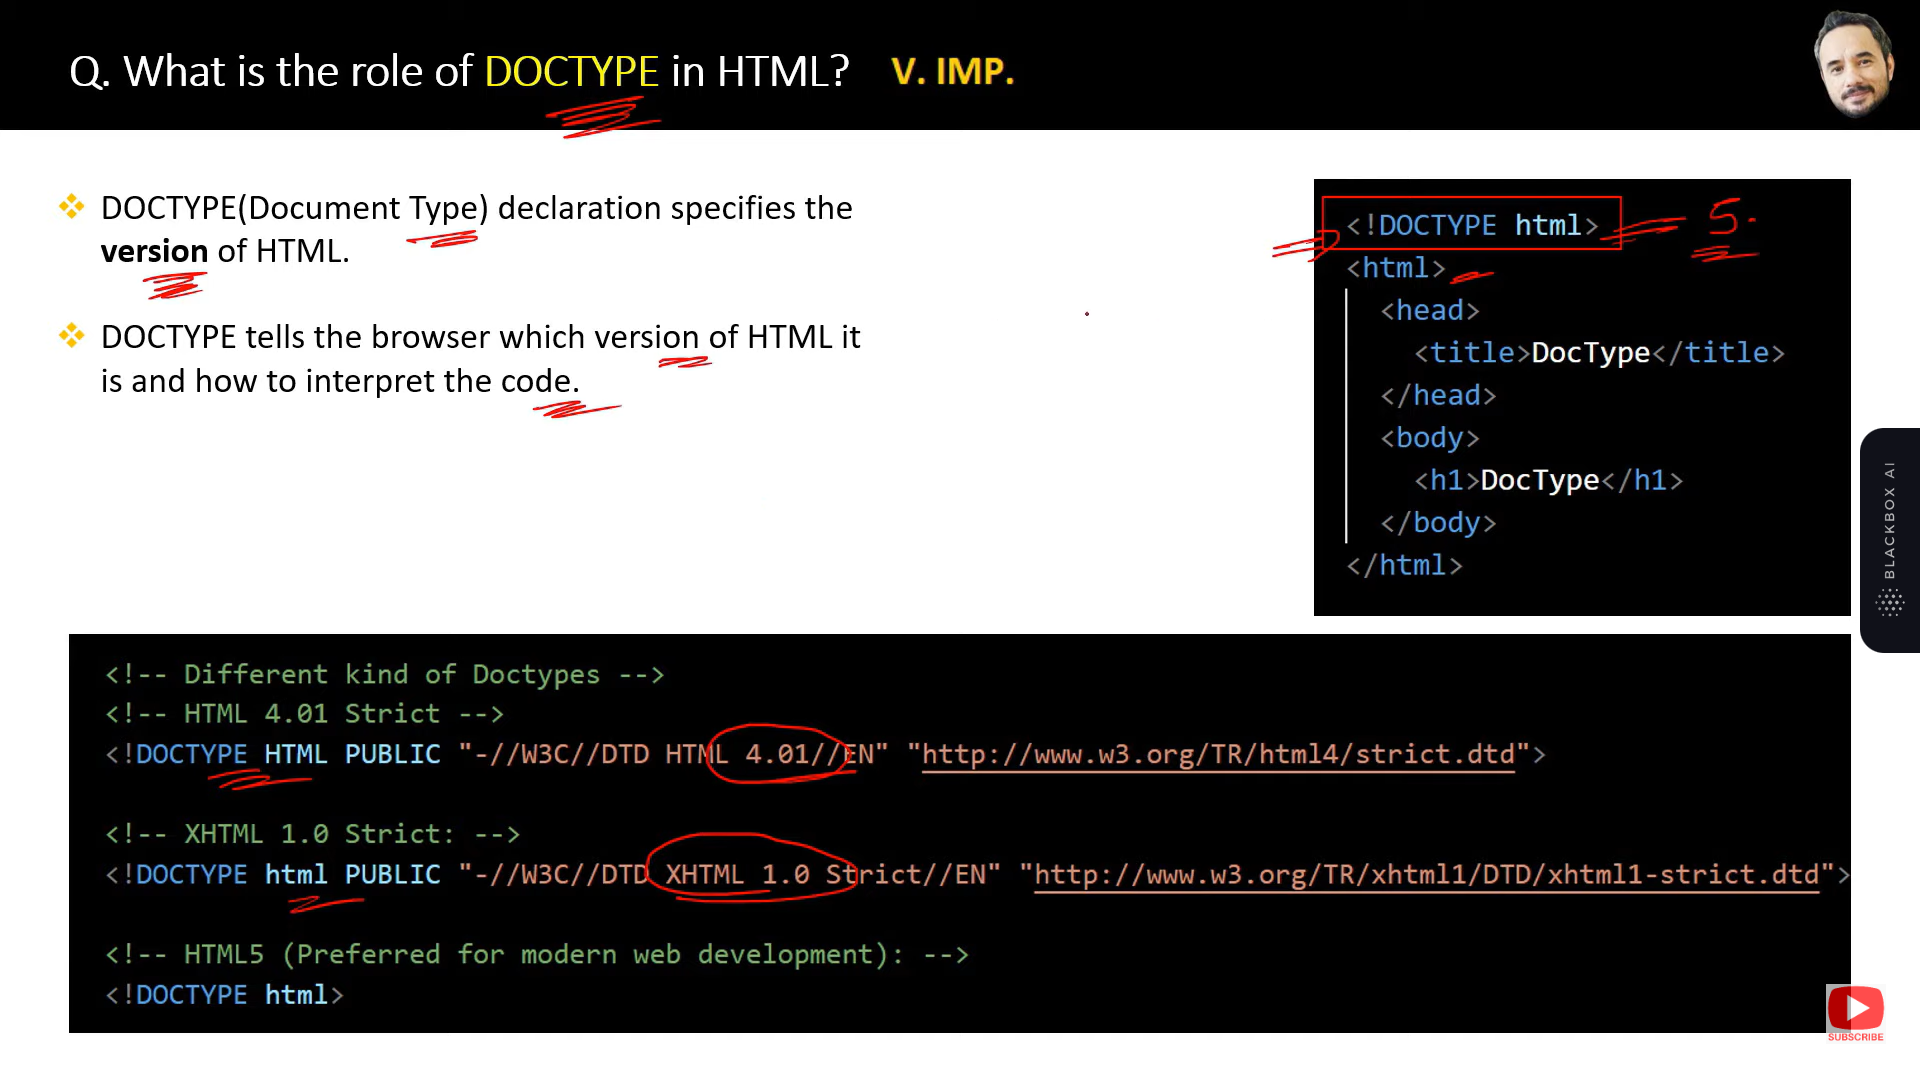 Q. What is the role of DOCTYPE in HTML? V. IMP.
DOCTYPE(Document Type) declaration specifies the
version of HTML.
DOCTYPE tells the browser which version of HTML it
is and how to interpret the code.
<!DOCTYPE html> 5.
<html>
<head>
<title>DocType</title>
</head>
<body>
<h1>DocType</h1>
</body>
</html>
BLACKBOX AI
<!-- Different kind of Doctypes -->
<!-- HTML 4.01 Strict -->
<!DOCTYPE HTML PUBLIC "-//W3C//DTD HTML 4.01//EN" "http://www.w3.org/TR/html4/strict.dtd">
<!-- XHTML 1.0 Strict: -->
<!DOCTYPE html PUBLIC "-//W3C//DTD XHTML 1.0 Strict//EN" "http://www.w3.org/TR/xhtml1/DTD/xhtml1-strict.dtd">
<!-- HTML5 (Preferred for modern web development): -->
<!DOCTYPE html>
SUBSCRIBE